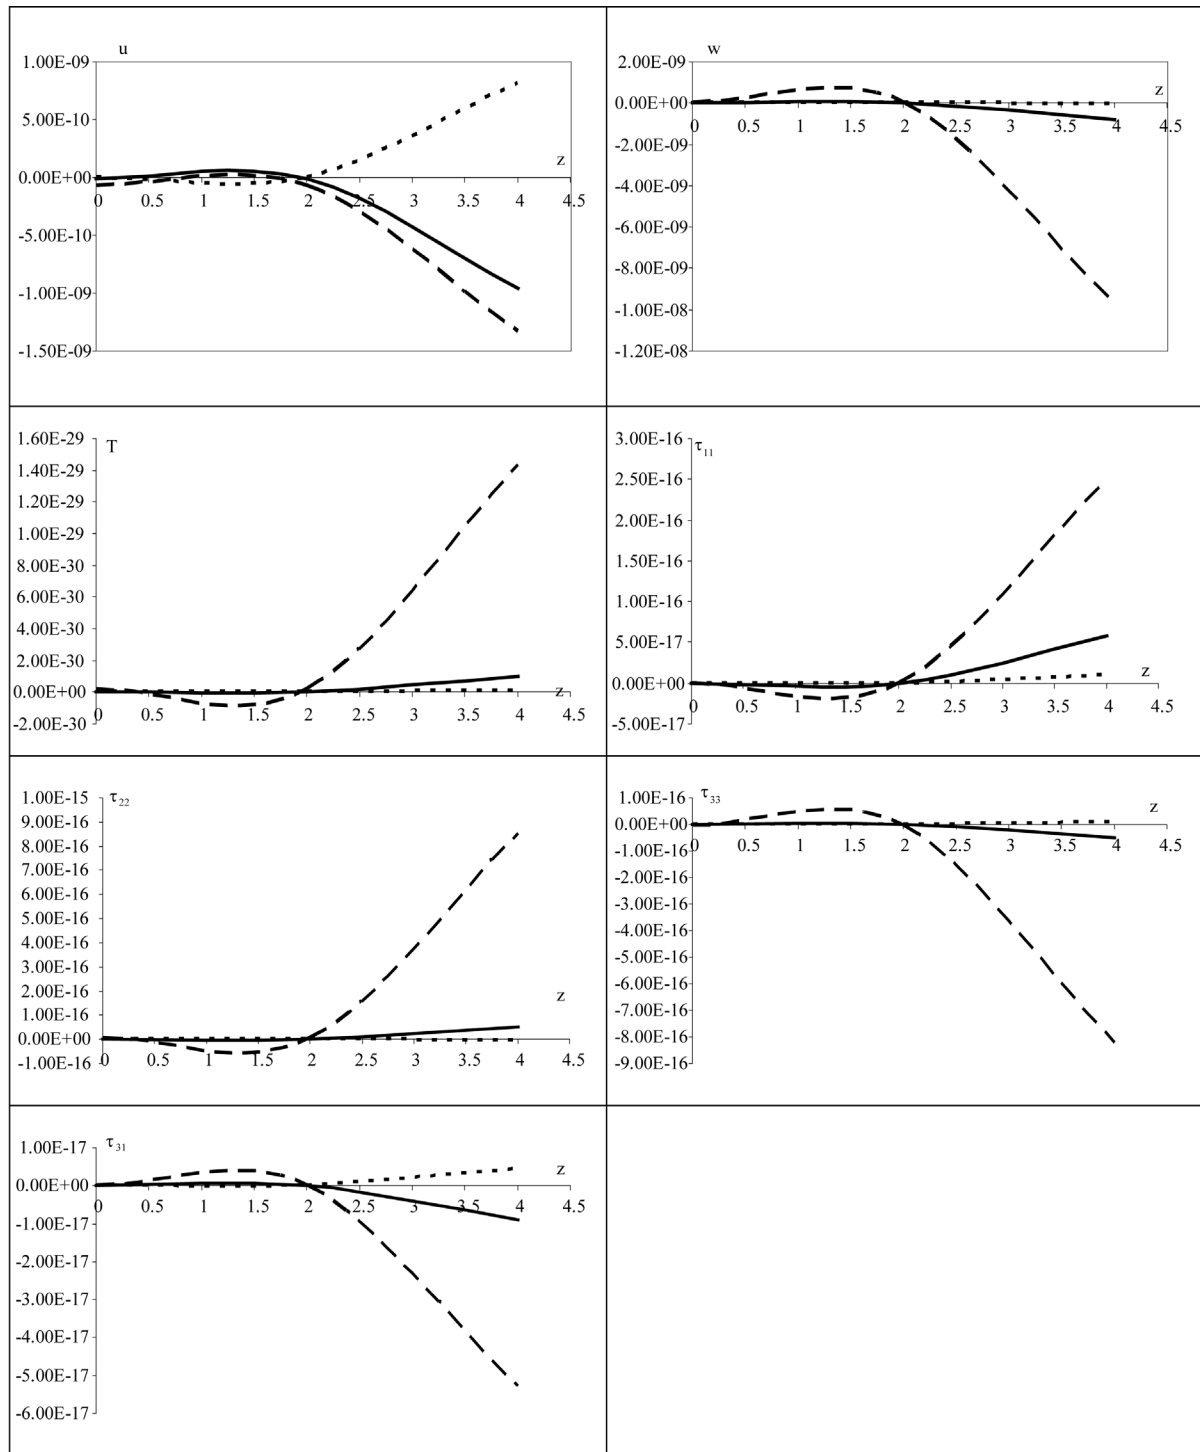 u
1.00E-09
5.00E-10
z
0.00E+00
0 0.5 1 1.5 2 2.5 3 3.5 4 4.5
-5.00E-10
-1.00E-09
-1.50E-09
w
2.00E-09
z
0.00E+00
0 0.5 1 1.5 2 2.5 3 3.5 4 4.5
-2.00E-09
-4.00E-09
-6.00E-09
-8.00E-09
-1.00E-08
-1.20E-08
T
1.60E-29
1.40E-29
1.20E-29
1.00E-29
8.00E-30
6.00E-30
4.00E-30
2.00E-30
0.00E+00
z
0 0.5 1 1.5 2 2.5 3 3.5 4 4.5
-2.00E-30
τ11
3.00E-16
2.50E-16
2.00E-16
1.50E-16
1.00E-16
5.00E-17
z
0.00E+00
0 0.5 1 1.5 2 2.5 3 3.5 4 4.5
-5.00E-17
τ22
1.00E-15
9.00E-16
8.00E-16
7.00E-16
6.00E-16
5.00E-16
4.00E-16
3.00E-16
2.00E-16
z
1.00E-16
0.00E+00
0 0.5 1 1.5 2 2.5 3 3.5 4 4.5
-1.00E-16
τ33
1.00E-16
z
0.00E+00
0 0.5 1 1.5 2 2.5 3 3.5 4 4.5
-1.00E-16
-2.00E-16
-3.00E-16
-4.00E-16
-5.00E-16
-6.00E-16
-7.00E-16
-8.00E-16
-9.00E-16
τ31
1.00E-17
z
0.00E+00
0 0.5 1 1.5 2 2.5 3 3.5 4 4.5
-1.00E-17
-2.00E-17
-3.00E-17
-4.00E-17
-5.00E-17
-6.00E-17